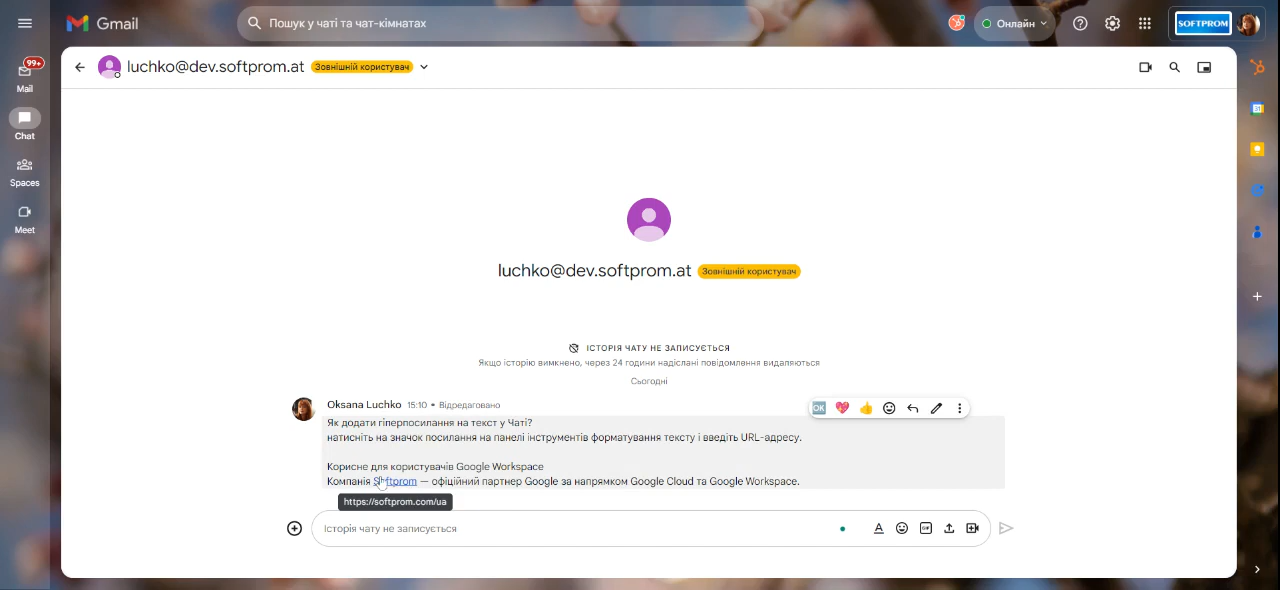 Gmail
Пошук у чаті та чат-кімнатах
Онлайн
SOFTPROM
99+
Mail
Chat
Spaces
Meet
luchko@dev.softprom.at Зовнішній користувач
luchko@dev.softprom.at Зовнішній користувач
ІСТОРІЯ ЧАТУ НЕ ЗАПИСУЄТЬСЯ
Якщо історію вимкнено, через 24 години надіслані повідомлення видаляються
Сьогодні
Oksana Luchko 15:10 • Відредаговано
Як додати гіперпосилання на текст у Чаті?
натисніть на значок посилання на панелі інструментів форматування тексту і введіть URL-адресу.
Корисне для користувачів Google Workspace
Компанія Softprom — офіційний партнер Google за напрямком Google Cloud та Google Workspace.
https://softprom.com/ua
Історія чату не записується
GIF
OK
31